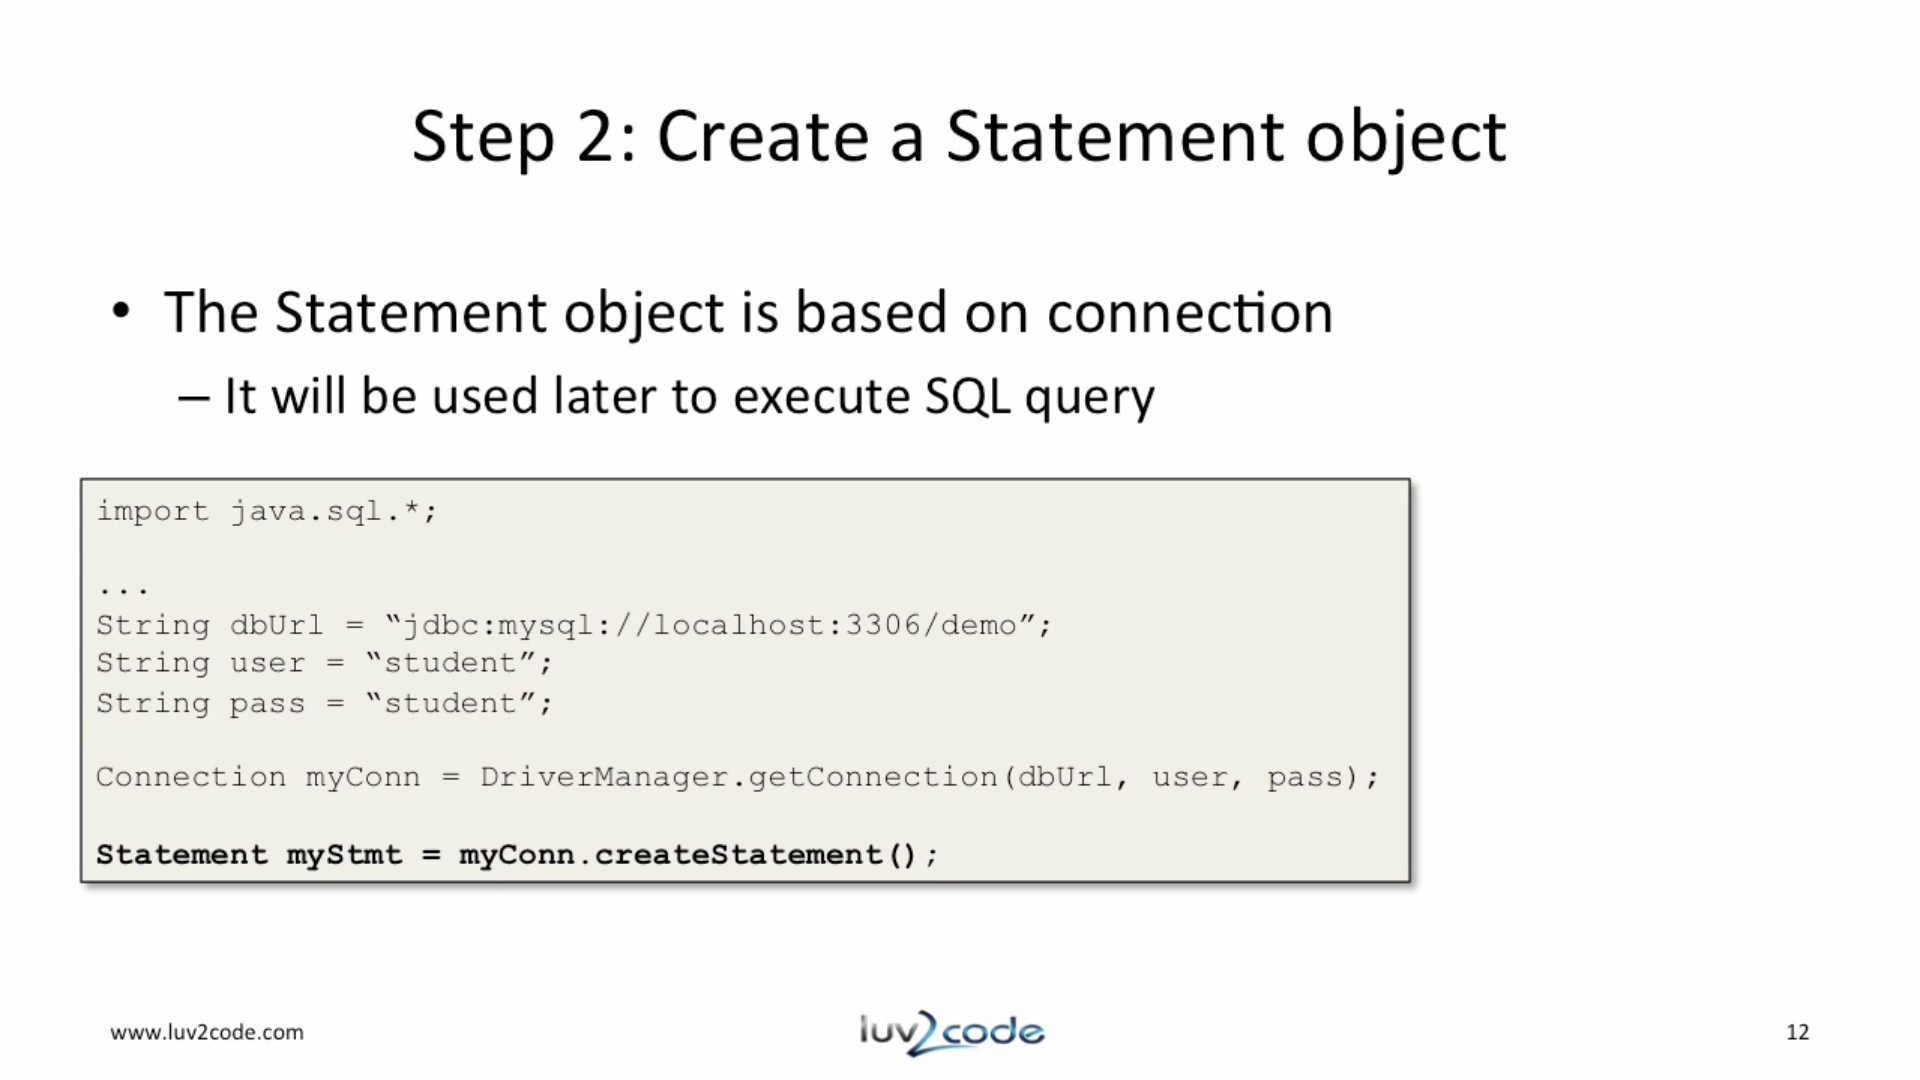 Step 2: Create a Statement object
• The Statement object is based on connection
– It will be used later to execute SQL query
import java.sql.*;
...
String dbUrl = “jdbc:mysql://localhost:3306/demo”;
String user = “student”;
String pass = “student”;
Connection myConn = DriverManager.getConnection(dbUrl, user, pass);
Statement myStmt = myConn.createStatement();
www.luv2code.com
luv2code
12